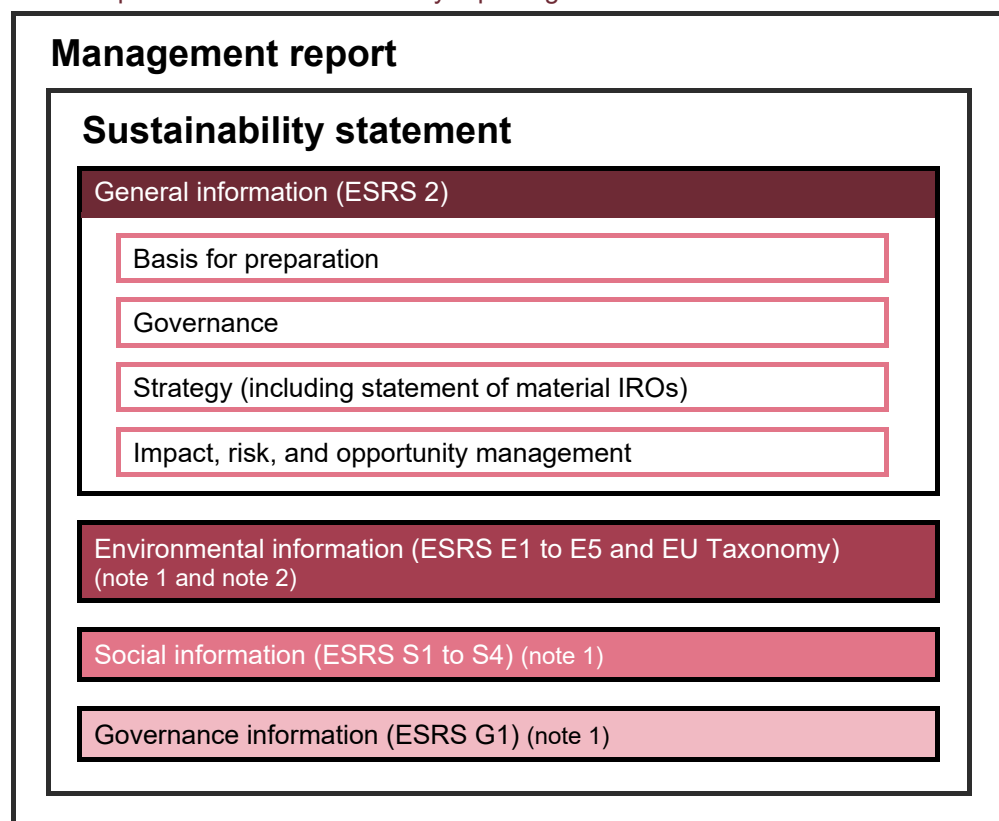 Management report
Sustainability statement
General information (ESRS 2)
Basis for preparation
Governance
Strategy (including statement of material IROs)
Impact, risk, and opportunity management
Environmental information (ESRS E1 to E5 and EU Taxonomy)
(note 1 and note 2)
Social information (ESRS S1 to S4) (note 1)
Governance information (ESRS G1) (note 1)